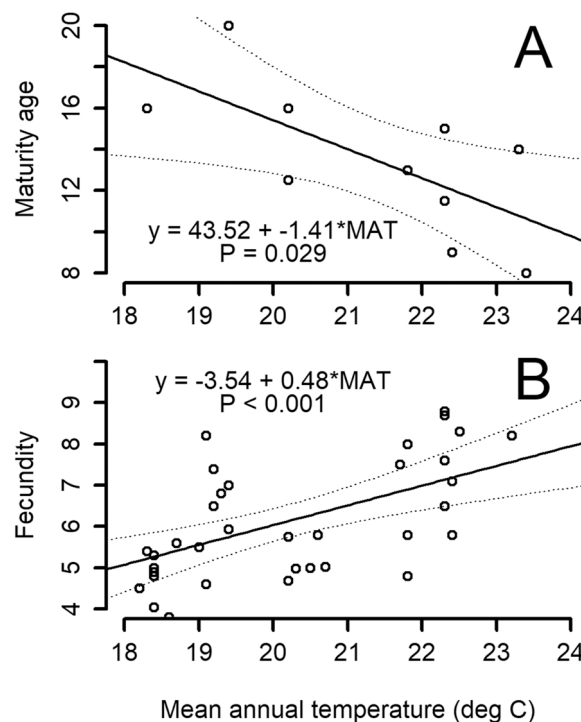 A
20
16
12
8
Maturity age
y = 43.52 + -1.41*MAT
P = 0.029
18 19 20 21 22 23 24
B
y = -3.54 + 0.48*MAT
P < 0.001
9
8
7
6
5
4
Fecundity
18 19 20 21 22 23 24
Mean annual temperature (deg C)